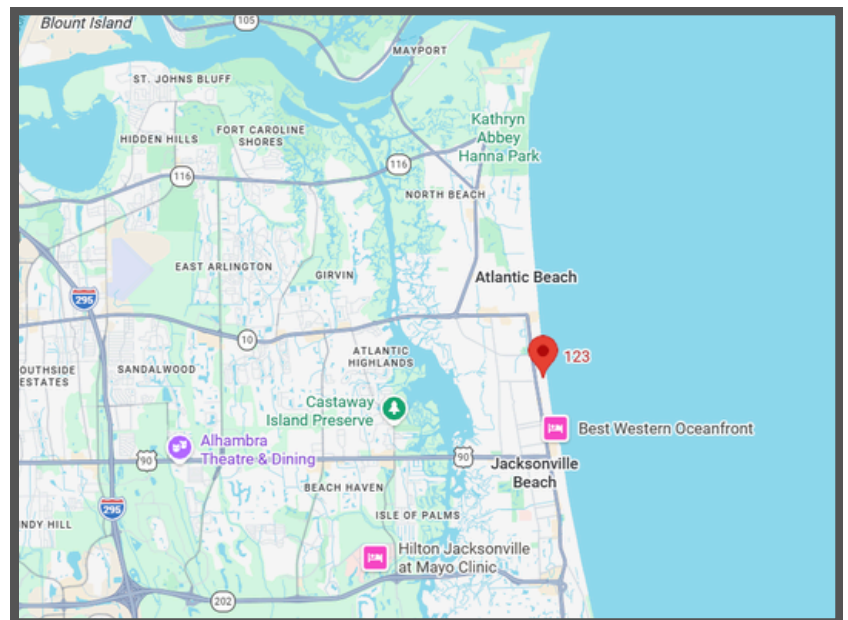 Blount Island
105
MAYPORT
ST. JOHNS BLUFF
Kathryn
Abbey
Hanna Park
HIDDEN HILLS
FORT CAROLINE
SHORES
116
116
NORTH BEACH
EAST ARLINGTON
GIRVIN
Atlantic Beach
295
10
123
OUTHSIDE
ESTATES
SANDALWOOD
ATLANTIC
HIGHLANDS
Castaway
Island Preserve
Best Western Oceanfront
Alhambra
Theatre & Dining
90
90
Jacksonville
Beach
BEACH HAVEN
295
ISLE OF PALMS
NDY HILL
Hilton Jacksonville
at Mayo Clinic
202